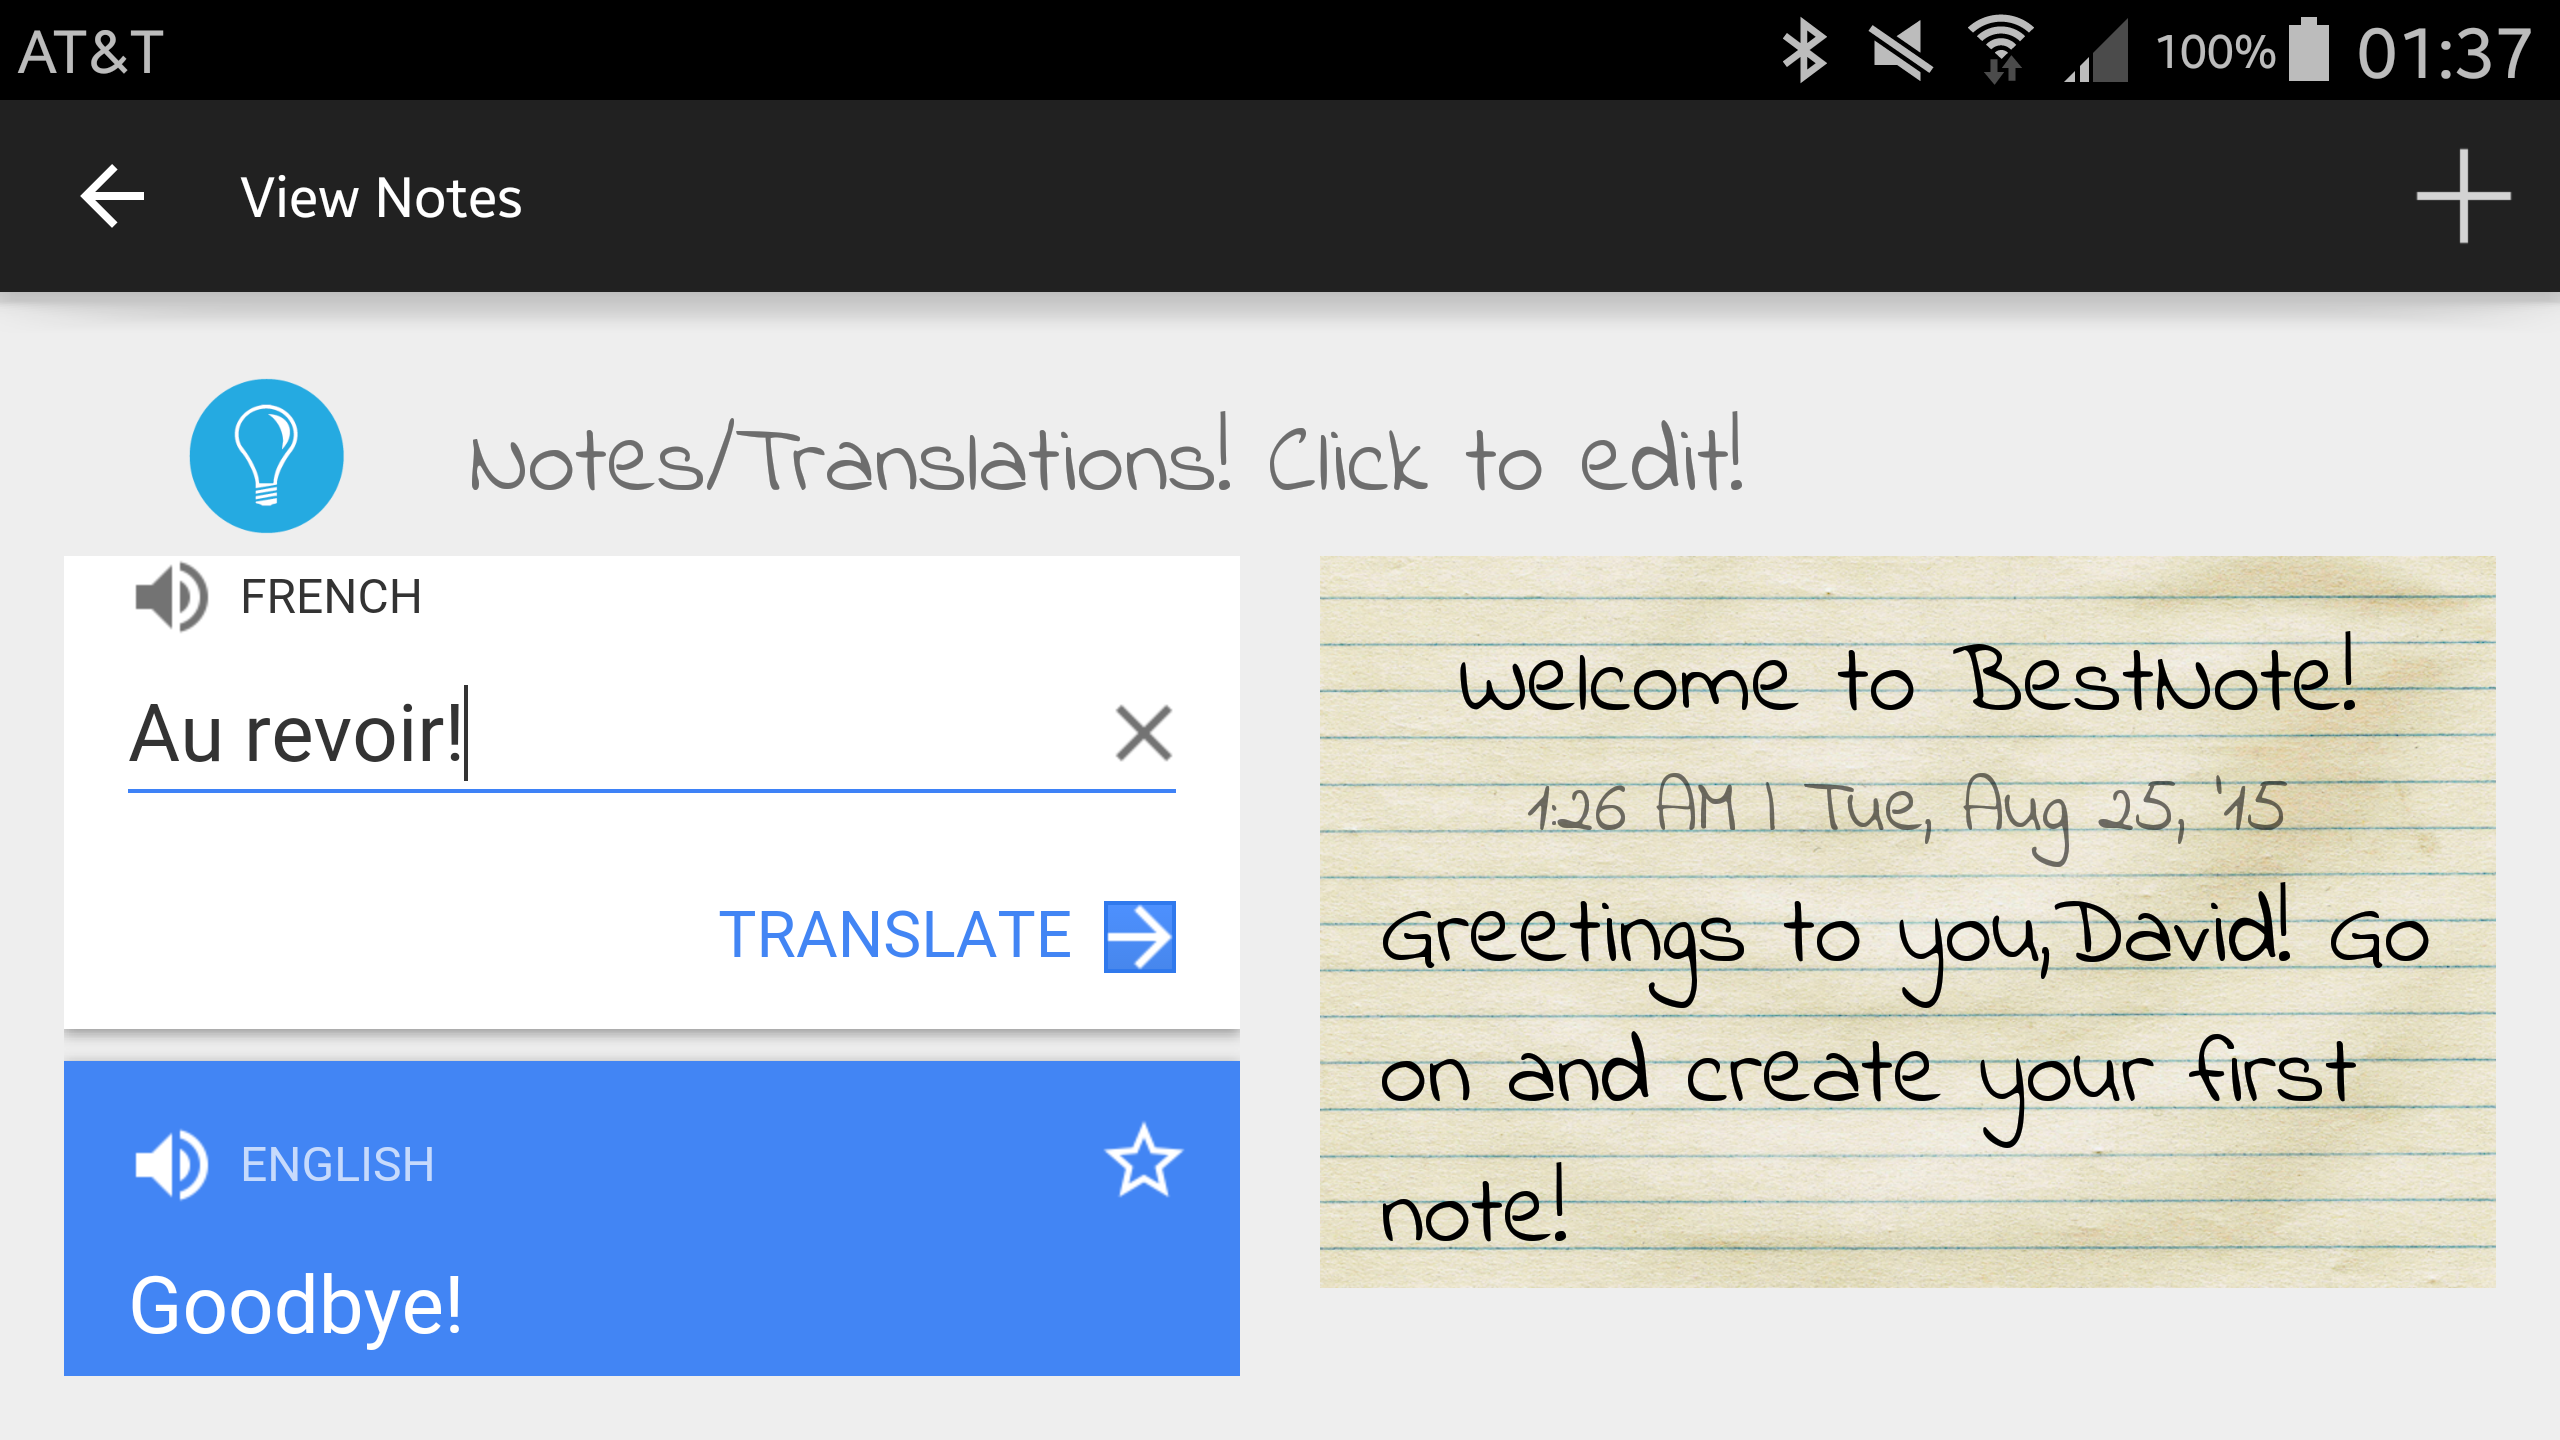 AT&T 100% 01:37
View Notes
Notes/Translations! Click to edit!
FRENCH
Au revoir!
TRANSLATE
ENGLISH
Goodbye!
Welcome to BestNote!
1:26 AM | Tue, Aug 25, '15
Greetings to you,David! Go
on and create your first
note!